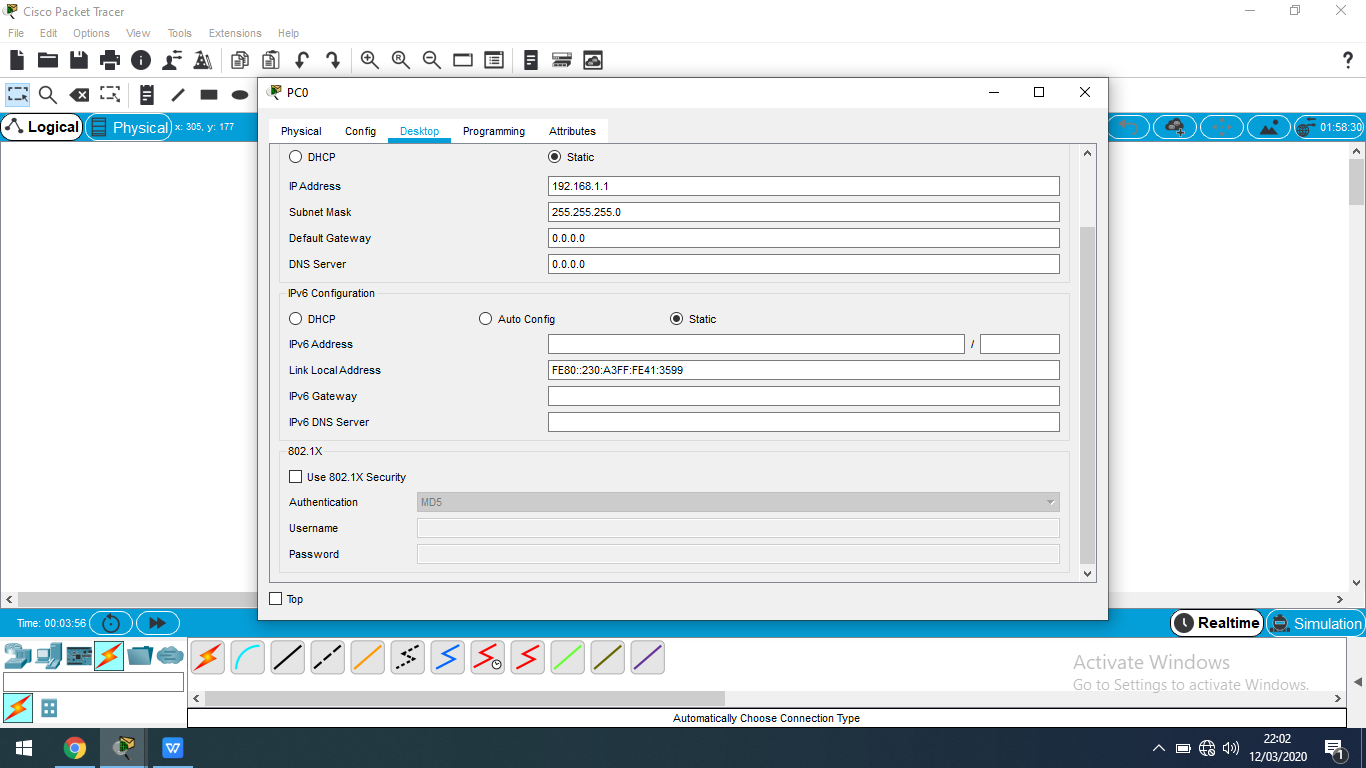 Cisco Packet Tracer
File Edit Options View Tools Extensions Help
?
PC0
Logical Physical x: 305, y: 177
01:58:30
Physical Config Desktop Programming Attributes
DHCP Static
IP Address 192.168.1.1
Subnet Mask 255.255.255.0
Default Gateway 0.0.0.0
DNS Server 0.0.0.0
IPv6 Configuration
DHCP Auto Config Static
IPv6 Address /
Link Local Address FE80::230:A3FF:FE41:3599
IPv6 Gateway
IPv6 DNS Server
802.1X
Use 802.1X Security
Authentication MD5
Username
Password
Top
Time: 00:03:56 Realtime Simulation
Activate Windows
Go to Settings to activate Windows.
Automatically Choose Connection Type
22:02
12/03/2020
1